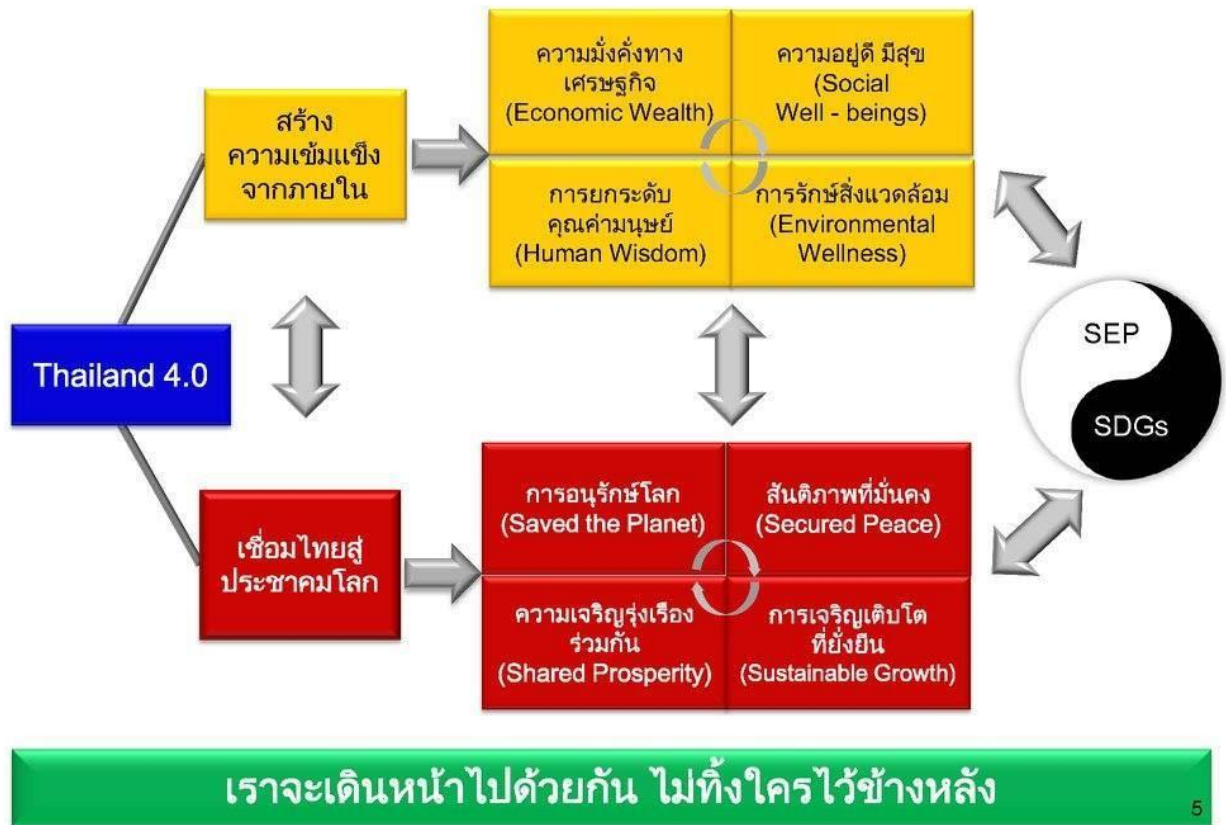 ความมั่งคั่งทาง
เศรษฐกิจ
(Economic Wealth)
ความอยู่ดี มีสุข
(Social
Well - beings)
สร้าง
ความเข้มแข็ง
จากภายใน
การยกระดับ
คุณค่ามนุษย์
(Human Wisdom)
การรักษ์สิ่งแวดล้อม
(Environmental
Wellness)
Thailand 4.0
SEP
SDGs
เชื่อมไทยสู่
ประชาคมโลก
การอนุรักษ์โลก
(Saved the Planet)
สันติภาพที่มั่นคง
(Secured Peace)
ความเจริญรุ่งเรือง
ร่วมกัน
(Shared Prosperity)
การเจริญเติบโต
ที่ยั่งยืน
(Sustainable Growth)
เราจะเดินหน้าไปด้วยกัน ไม่ทิ้งใครไว้ข้างหลัง
5